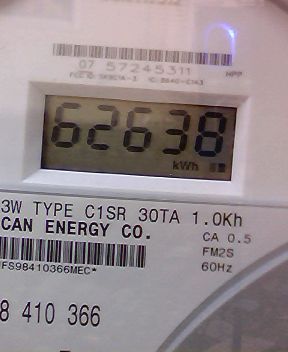 07 57245311
NPP
62638
kWh
3W TYPE C1SR 30TA 1.0Kh
CAN ENERGY CO.
CA 0.5
FM2S
60Hz
FS98410366MEC*
8 410 366